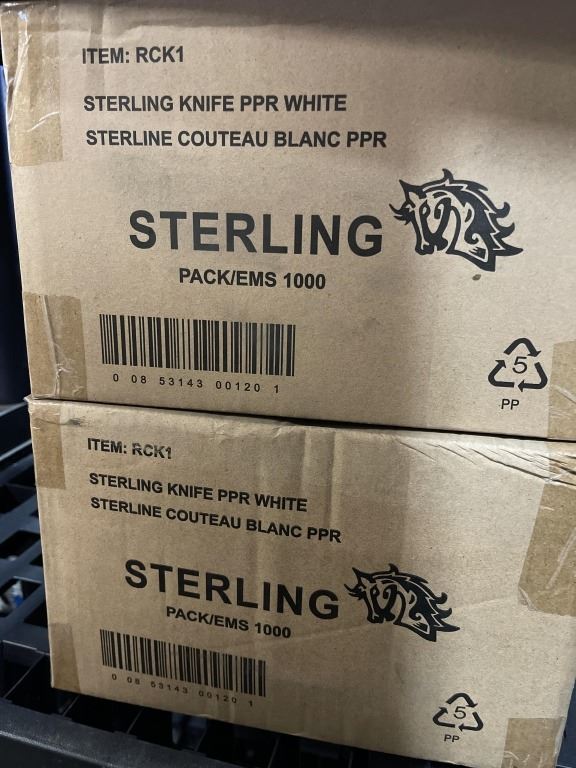 ITEM: RCK1
STERLING KNIFE PPR WHITE
STERLINE COUTEAU BLANC PPR
STERLING
PACK/EMS 1000
0 08 53143 00120 1
5
PP
ITEM: RCK1
STERLING KNIFE PPR WHITE
STERLINE COUTEAU BLANC PPR
STERLING
PACK/EMS 1000
0 08 53143 00120 1
5
PP